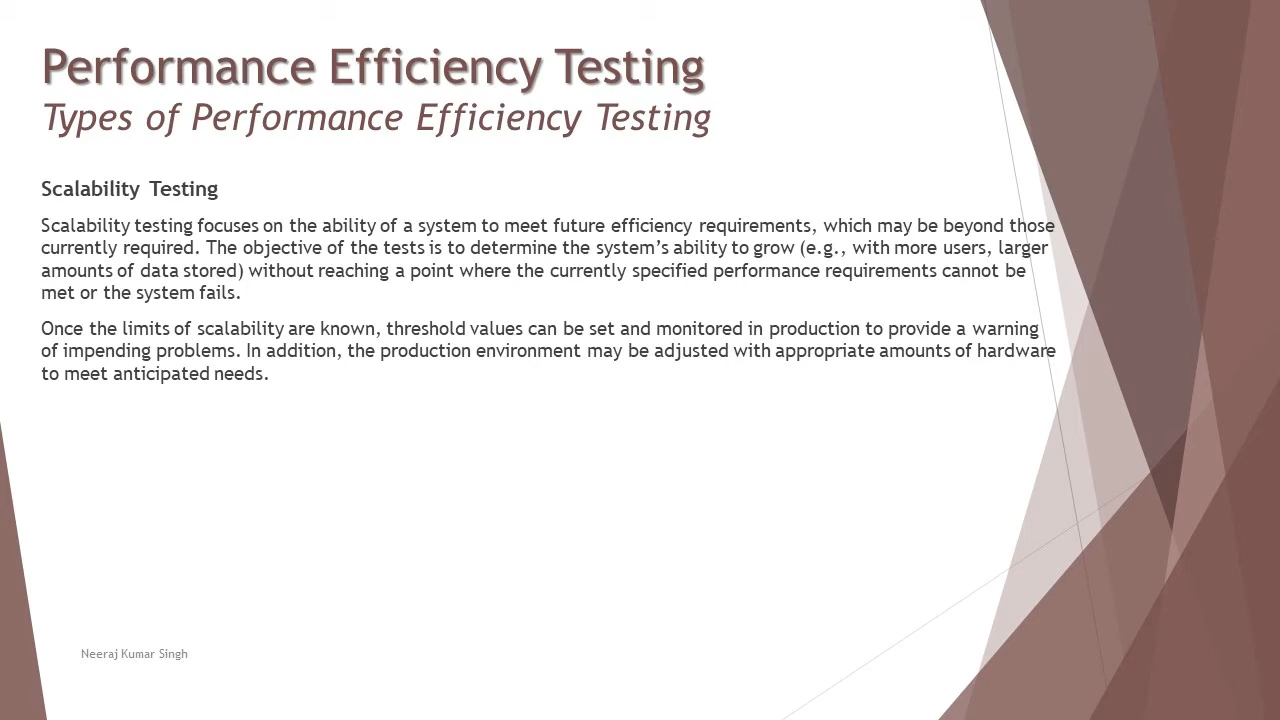 Performance Efficiency Testing
Types of Performance Efficiency Testing
Scalability Testing
Scalability testing focuses on the ability of a system to meet future efficiency requirements, which may be beyond those
currently required. The objective of the tests is to determine the system’s ability to grow (e.g., with more users, larger
amounts of data stored) without reaching a point where the currently specified performance requirements cannot be
met or the system fails.
Once the limits of scalability are known, threshold values can be set and monitored in production to provide a warning
of impending problems. In addition, the production environment may be adjusted with appropriate amounts of hardware
to meet anticipated needs.
Neeraj Kumar Singh